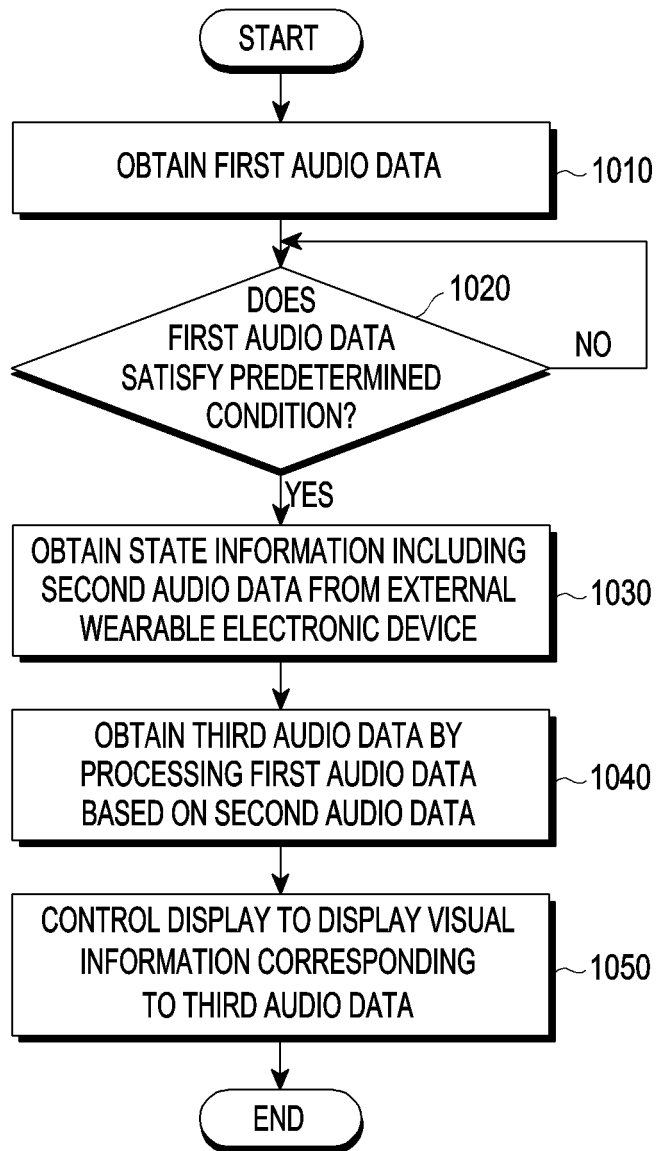 START
OBTAIN FIRST AUDIO DATA
1010
1020
DOES
FIRST AUDIO DATA
SATISFY PREDETERMINED
CONDITION?
NO
YES
OBTAIN STATE INFORMATION INCLUDING
SECOND AUDIO DATA FROM EXTERNAL
WEARABLE ELECTRONIC DEVICE
1030
OBTAIN THIRD AUDIO DATA BY
PROCESSING FIRST AUDIO DATA
BASED ON SECOND AUDIO DATA
1040
CONTROL DISPLAY TO DISPLAY VISUAL
INFORMATION CORRESPONDING
TO THIRD AUDIO DATA
1050
END